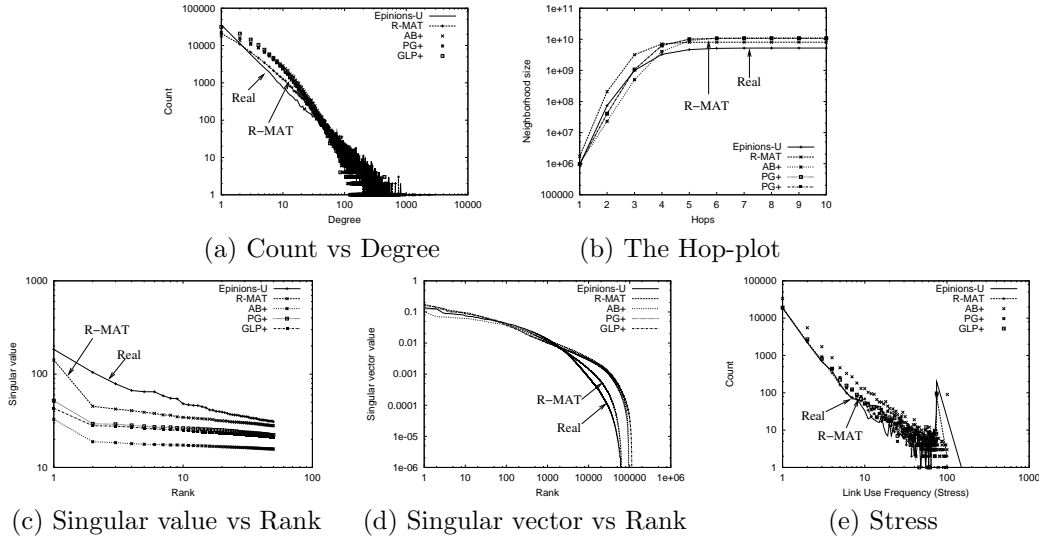 Epinions-U
R-MAT
AB+
PG+
GLP+
100000
10000
1000
100
10
1
Count
Real
R-MAT
1 10 100 1000 10000
Degree
(a) Count vs Degree
1e+11
1e+10
1e+09
1e+08
1e+07
1e+06
100000
Neighborhood size
R-MAT
Real
Epinions-U
R-MAT
AB+
PG+
PG+
1 2 3 4 5 6 7 8 9 10
Hops
(b) The Hop-plot
1000
100
10
Singular value
Epinions-U
R-MAT
AB+
PG+
GLP+
R-MAT
Real
1 10 100
Rank
(c) Singular value vs Rank
1
0.1
0.01
0.001
0.0001
1e-05
1e-06
Singular vector value
Epinions-U
R-MAT
AB+
PG+
GLP+
R-MAT
Real
1 10 100 1000 10000 100000 1e+06
Rank
(d) Singular vector vs Rank
100000
10000
1000
100
10
1
Count
Epinions-U
R-MAT
AB+
PG+
GLP+
Real
R-MAT
1 10 100 1000
Link Use Frequency (Stress)
(e) Stress